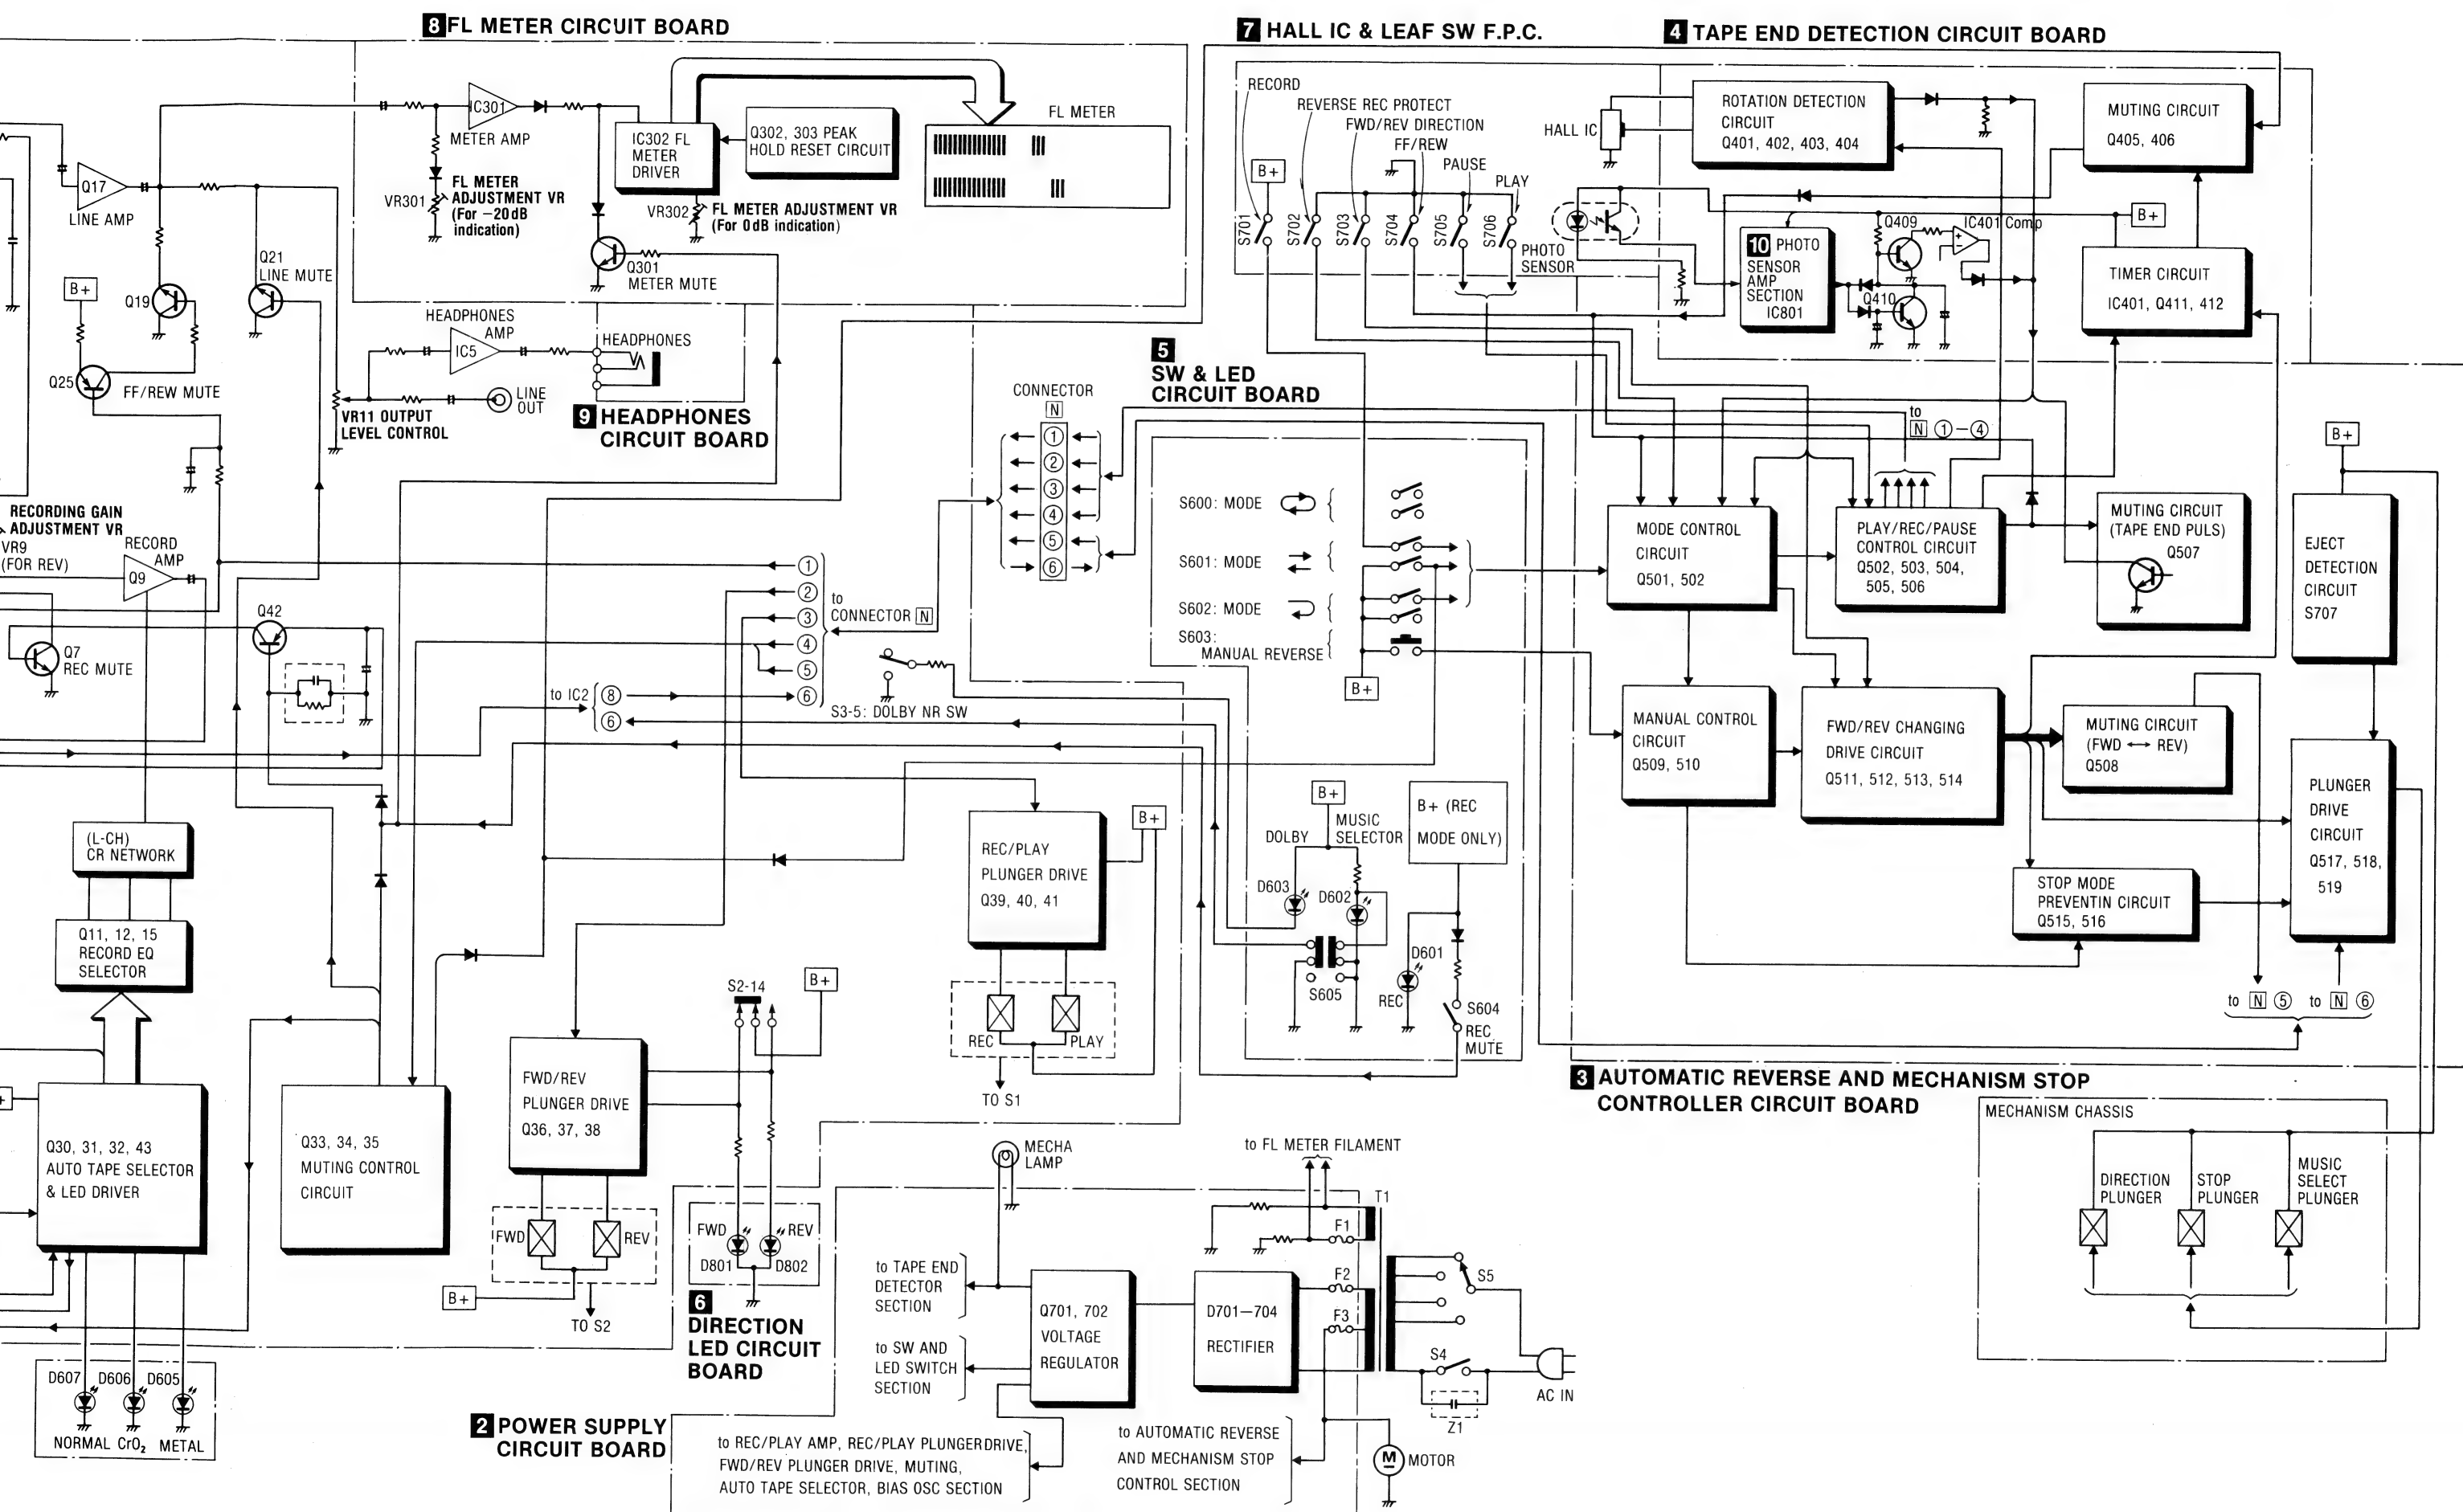 8 FL METER CIRCUIT BOARD
7 HALL IC & LEAF SW F.P.C.
4 TAPE END DETECTION CIRCUIT BOARD
IC301
METER AMP
IC302 FL
METER
DRIVER
Q302, 303 PEAK
HOLD RESET CIRCUIT
FL METER
VR301
FL METER
ADJUSTMENT VR
(For −20dB
indication)
VR302
FL METER ADJUSTMENT VR
(For 0dB indication)
Q301
METER MUTE
Q17
LINE AMP
Q21
LINE MUTE
B+
Q19
Q25
FF/REW MUTE
HEADPHONES
AMP
IC5
HEADPHONES
LINE
OUT
VR11 OUTPUT
LEVEL CONTROL
9 HEADPHONES
CIRCUIT BOARD
RECORD
REVERSE REC PROTECT
FWD/REV DIRECTION
FF/REW
PAUSE
PLAY
B+
S701
S702
S703
S704
S705
S706
HALL IC
PHOTO
SENSOR
ROTATION DETECTION
CIRCUIT
Q401, 402, 403, 404
MUTING CIRCUIT
Q405, 406
B+
Q409
IC401 Comp
10 PHOTO
SENSOR
AMP
SECTION
IC801
Q410
TIMER CIRCUIT
IC401, Q411, 412
5
SW & LED
CIRCUIT BOARD
CONNECTOR
N
1
2
3
4
5
6
to
N ①−④
B+
S600: MODE
S601: MODE
S602: MODE
S603:
MANUAL REVERSE
B+
MODE CONTROL
CIRCUIT
Q501, 502
PLAY/REC/PAUSE
CONTROL CIRCUIT
Q502, 503, 504,
505, 506
MUTING CIRCUIT
(TAPE END PULS)
Q507
EJECT
DETECTION
CIRCUIT
S707
RECORDING GAIN
ADJUSTMENT VR
VR9
(FOR REV)
RECORD
AMP
Q9
Q42
Q7
REC MUTE
①
②
③
④
⑤
⑥
to
CONNECTOR N
to IC2
⑧
⑥
S3-5: DOLBY NR SW
MANUAL CONTROL
CIRCUIT
Q509, 510
FWD/REV CHANGING
DRIVE CIRCUIT
Q511, 512, 513, 514
MUTING CIRCUIT
(FWD ↔ REV)
Q508
PLUNGER
DRIVE
CIRCUIT
Q517, 518,
519
STOP MODE
PREVENTIN CIRCUIT
Q515, 516
to N ⑤ to N ⑥
(L-CH)
CR NETWORK
Q11, 12, 15
RECORD EQ
SELECTOR
REC/PLAY
PLUNGER DRIVE
Q39, 40, 41
B+
REC
PLAY
TO S1
B+
DOLBY
MUSIC
SELECTOR
B+ (REC
MODE ONLY)
D603
D602
D601
S605
REC
S604
REC
MUTE
S2-14
B+
FWD/REV
PLUNGER DRIVE
Q36, 37, 38
FWD
REV
B+
TO S2
FWD
REV
D801
D802
6
DIRECTION
LED CIRCUIT
BOARD
Q30, 31, 32, 43
AUTO TAPE SELECTOR
& LED DRIVER
Q33, 34, 35
MUTING CONTROL
CIRCUIT
D607
D606
D605
NORMAL CrO₂ METAL
3 AUTOMATIC REVERSE AND MECHANISM STOP
CONTROLLER CIRCUIT BOARD
MECHANISM CHASSIS
DIRECTION
PLUNGER
STOP
PLUNGER
MUSIC
SELECT
PLUNGER
MECHA
LAMP
to FL METER FILAMENT
T1
F1
F2
F3
S5
S4
Z1
AC IN
to TAPE END
DETECTOR
SECTION
to SW AND
LED SWITCH
SECTION
Q701, 702
VOLTAGE
REGULATOR
D701−704
RECTIFIER
2 POWER SUPPLY
CIRCUIT BOARD
to REC/PLAY AMP, REC/PLAY PLUNGER DRIVE,
FWD/REV PLUNGER DRIVE, MUTING,
AUTO TAPE SELECTOR, BIAS OSC SECTION
to AUTOMATIC REVERSE
AND MECHANISM STOP
CONTROL SECTION
M
MOTOR